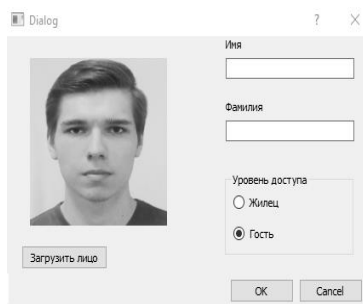 Dialog
?
Имя
Фамилия
Уровень доступа
Жилец
Гость
Загрузить лицо
OK
Cancel